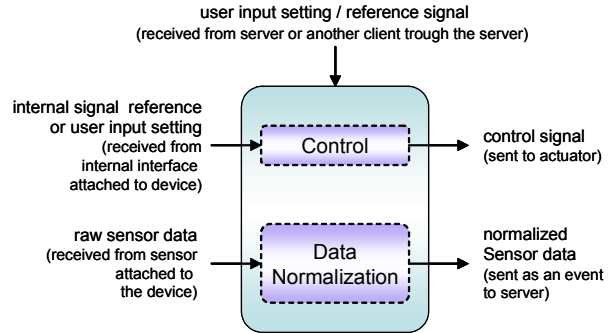 user input setting / reference signal
(received from server or another client trough the server)
internal signal reference
or user input setting
(received from
internal interface
attached to device)
Control
control signal
(sent to actuator)
raw sensor data
(received from sensor
attached to
the device)
Data
Normalization
normalized
Sensor data
(sent as an event
to server)